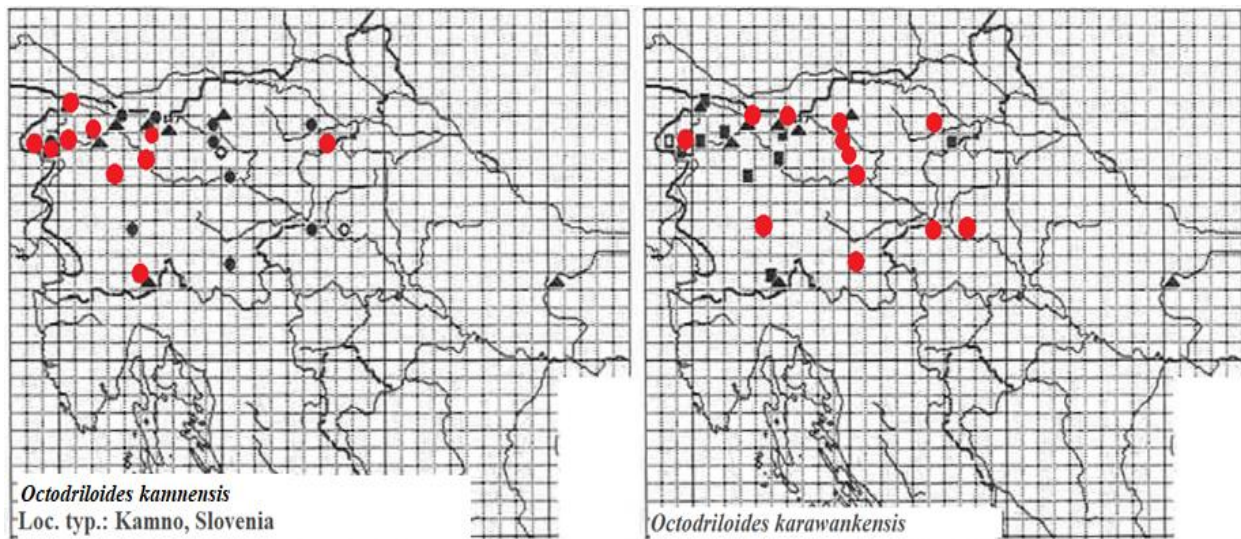 Octodriloides kamnensis
Loc. typ.: Kamno, Slovenia
Octodriloides karawankensis